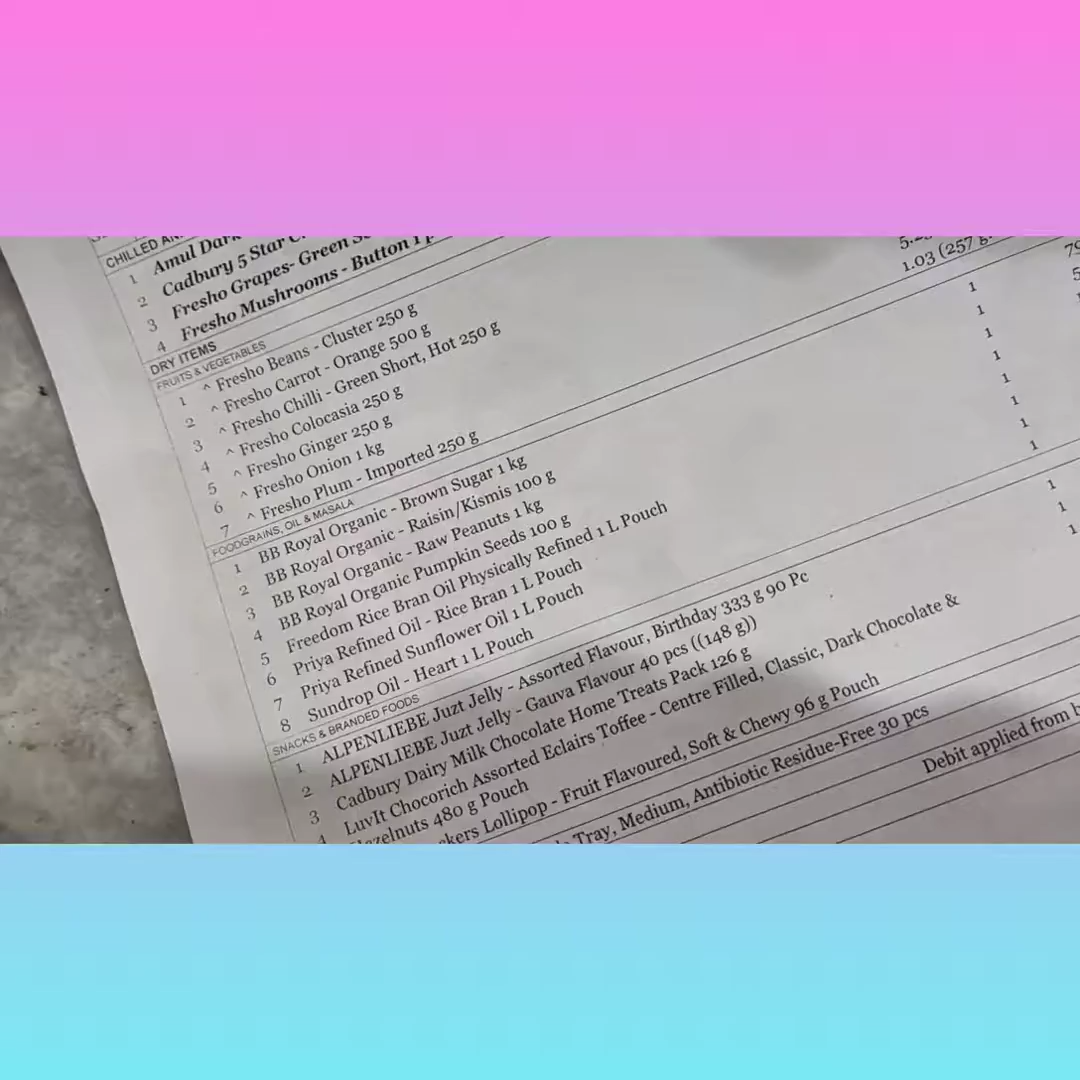 CHILLED
1 Amul Dark
2 Cadbury 5 Star
3 Fresho Grapes- Green
4 Fresho Mushrooms - Button 1
1.03 (257
DRY ITEMS
FRUITS & VEGETABLES
1 ^ Fresho Beans - Cluster 250 g 1
2 ^ Fresho Carrot - Orange 500 g 1
3 ^ Fresho Chilli - Green Short, Hot 250 g 1
4 ^ Fresho Colocasia 250 g 1
5 ^ Fresho Ginger 250 g 1
6 ^ Fresho Onion 1 kg 1
7 ^ Fresho Plum - Imported 250 g 1
FOODGRAINS, OIL & MASALA
1 BB Royal Organic - Brown Sugar 1 kg
2 BB Royal Organic - Raisin/Kismis 100 g
3 BB Royal Organic - Raw Peanuts 1 kg
4 BB Royal Organic Pumpkin Seeds 100 g
5 Freedom Rice Bran Oil Physically Refined 1 L Pouch
6 Priya Refined Oil - Rice Bran 1 L Pouch
7 Priya Refined Sunflower Oil 1 L Pouch
8 Sundrop Oil - Heart 1 L Pouch
SNACKS & BRANDED FOODS
1 ALPENLIEBE Juzt Jelly - Assorted Flavour, Birthday 333 g 90 Pc
2 ALPENLIEBE Juzt Jelly - Gauva Flavour 40 pcs ((148 g))
3 Cadbury Dairy Milk Chocolate Home Treats Pack 126 g
LuvIt Chocorich Assorted Eclairs Toffee - Centre Filled, Classic, Dark Chocolate &
Hazelnuts 480 g Pouch
Lollipop - Fruit Flavoured, Soft & Chewy 96 g Pouch
Tray, Medium, Antibiotic Residue-Free 30 pcs
Debit applied from